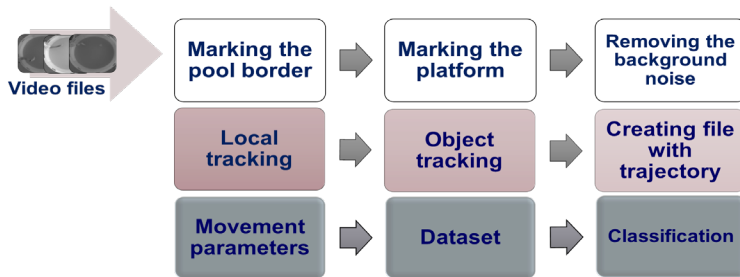 Video files
Marking the
pool border
Marking the
platform
Removing the
background
noise
Local
tracking
Object
tracking
Creating file
with
trajectory
Movement
parameters
Dataset
Classification